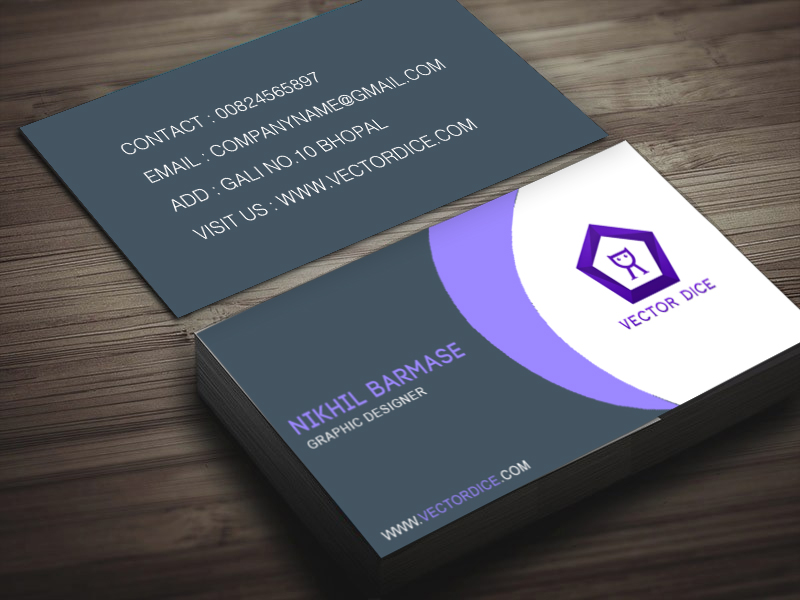 CONTACT : 00824565897
EMAIL : COMPANYNAME@GMAIL.COM
ADD : GALI NO.10 BHOPAL
VISIT US : WWW.VECTORDICE.COM
VECTOR DICE
NIKHIL BARMASE
GRAPHIC DESIGNER
WWW.VECTORDICE.COM